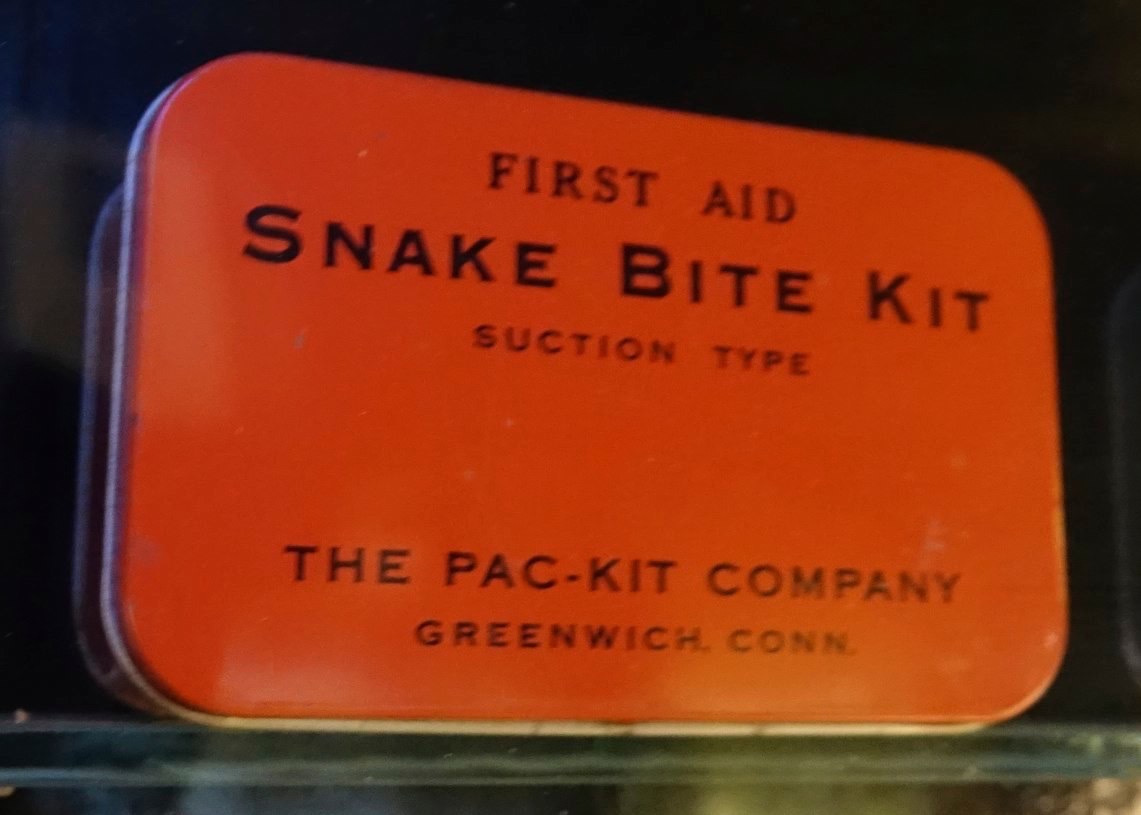 FIRST AID
SNAKE BITE KIT
SUCTION TYPE
THE PAC-KIT COMPANY
GREENWICH, CONN.